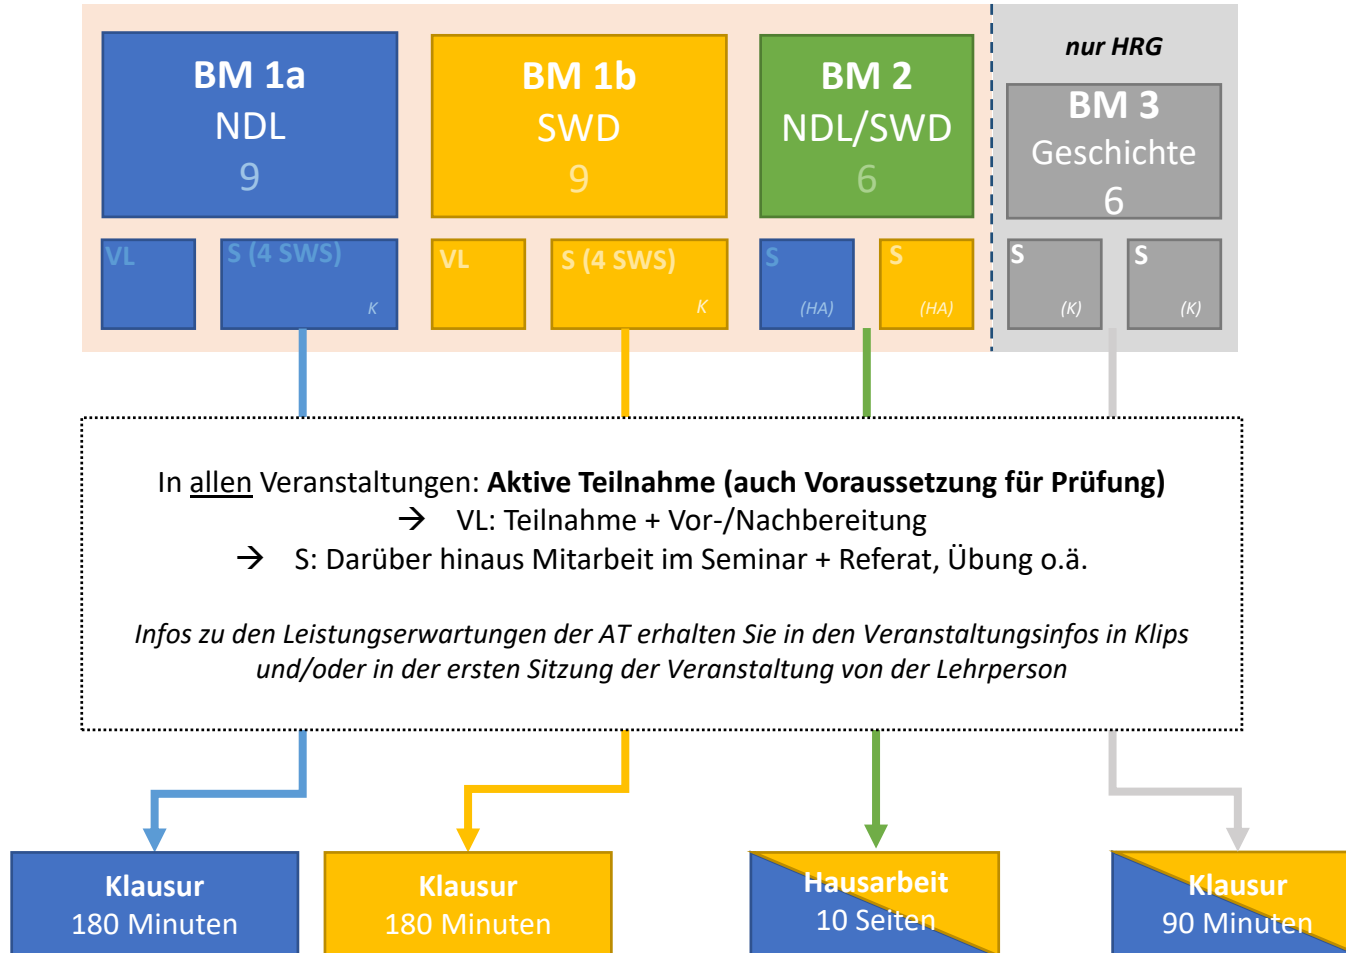 nur HRG
BM 1a
NDL
9
BM 1b
SWD
9
BM 2
NDL/SWD
6
BM 3
Geschichte
6
VL
S (4 SWS)
K
VL
S (4 SWS)
K
S
(HA)
S
(HA)
S
(K)
S
(K)
In allen Veranstaltungen: Aktive Teilnahme (auch Voraussetzung für Prüfung)
→ VL: Teilnahme + Vor-/Nachbereitung
→ S: Darüber hinaus Mitarbeit im Seminar + Referat, Übung o.ä.
Infos zu den Leistungserwartungen der AT erhalten Sie in den Veranstaltungsinfos in Klips
und/oder in der ersten Sitzung der Veranstaltung von der Lehrperson
Klausur
180 Minuten
Klausur
180 Minuten
Hausarbeit
10 Seiten
Klausur
90 Minuten